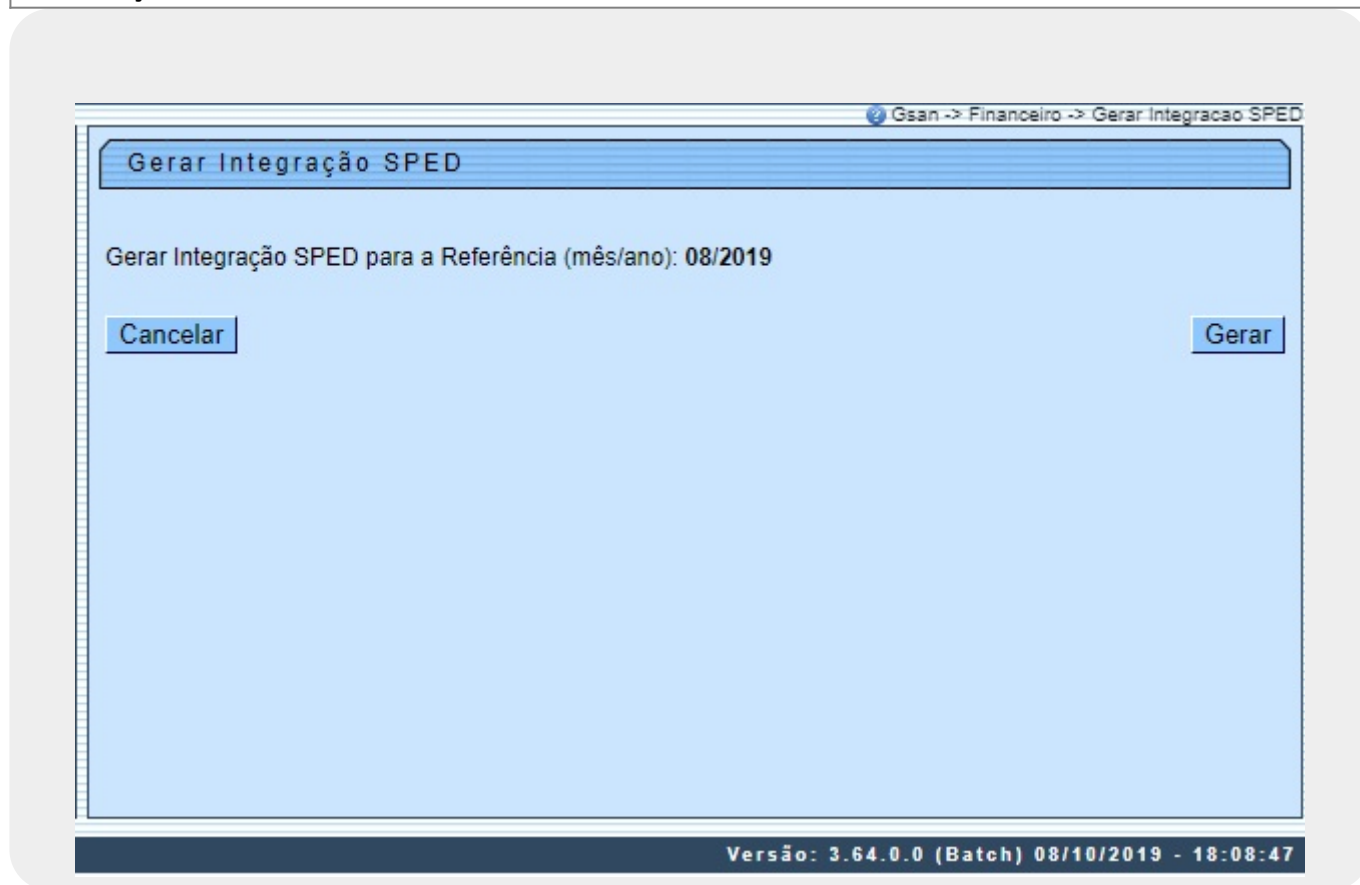 Gsan -> Financeiro -> Gerar Integracao SPED
Gerar Integração SPED
Gerar Integração SPED para a Referência (mês/ano): 08/2019
Cancelar
Gerar
Versão: 3.64.0.0 (Batch) 08/10/2019 - 18:08:47